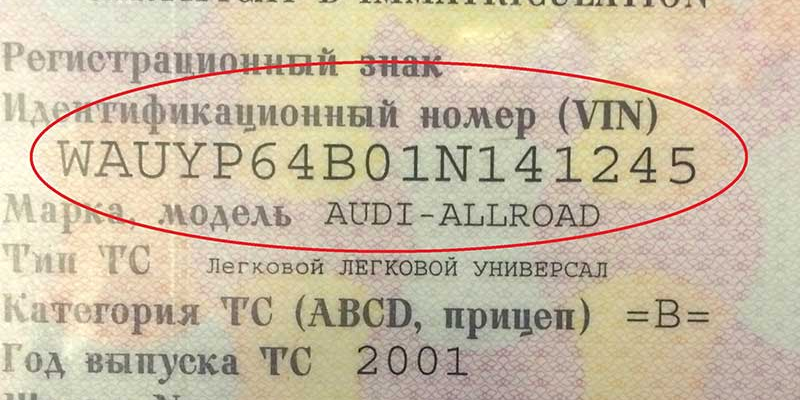 D'IMMATRICULATION
Регистрационный знак
Идентификационный номер (VIN)
WAUYP64B01N141245
Марка, модель AUDI-ALLROAD
Тип ТС Легковой ЛЕГКОВОЙ УНИВЕРСАЛ
Категория ТС (ABCD, прицеп) =B=
Год выпуска ТС 2001